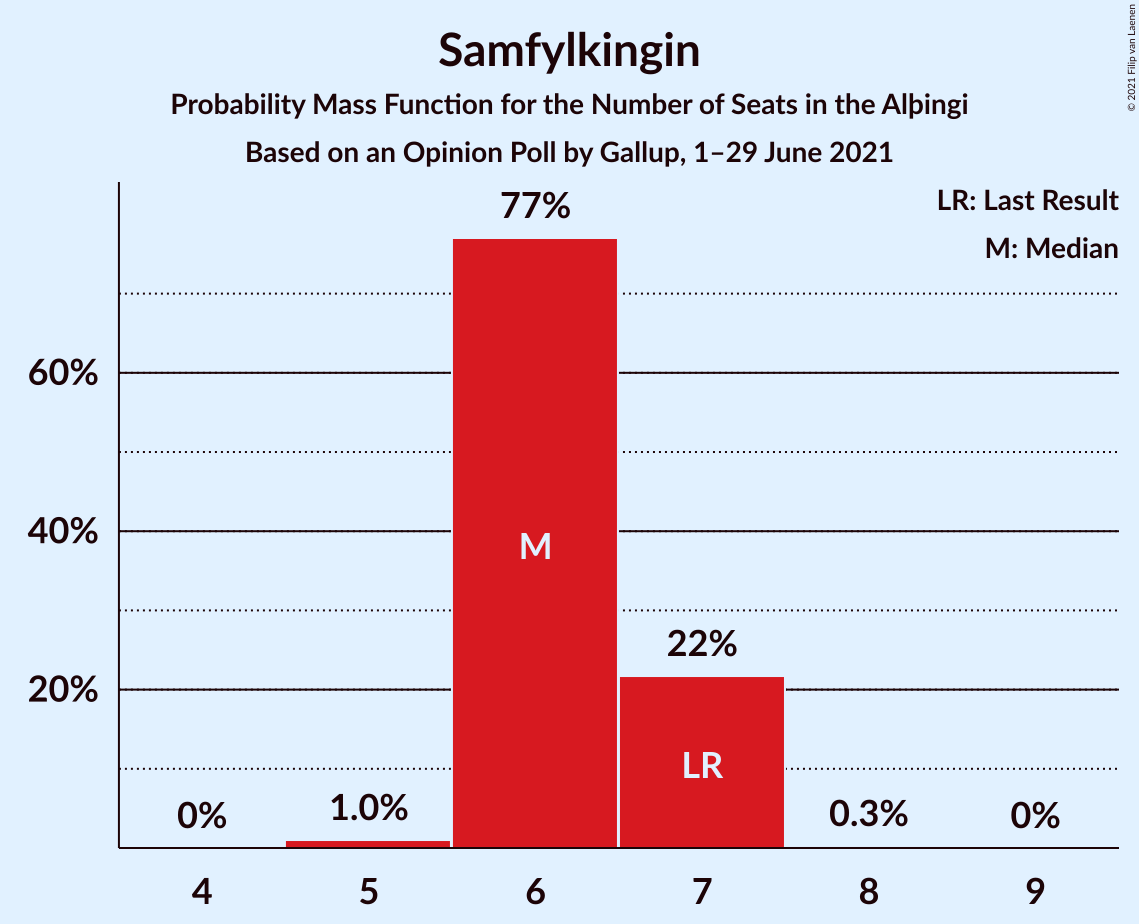 Samfylkingin
Probability Mass Function for the Number of Seats in the Alþingi
Based on an Opinion Poll by Gallup, 1–29 June 2021
© 2021 Filip van Laenen
LR: Last Result
M: Median
77%
60%
40%
20%
M
22%
LR
0%
1.0%
0.3%
0%
4
5
6
7
8
9